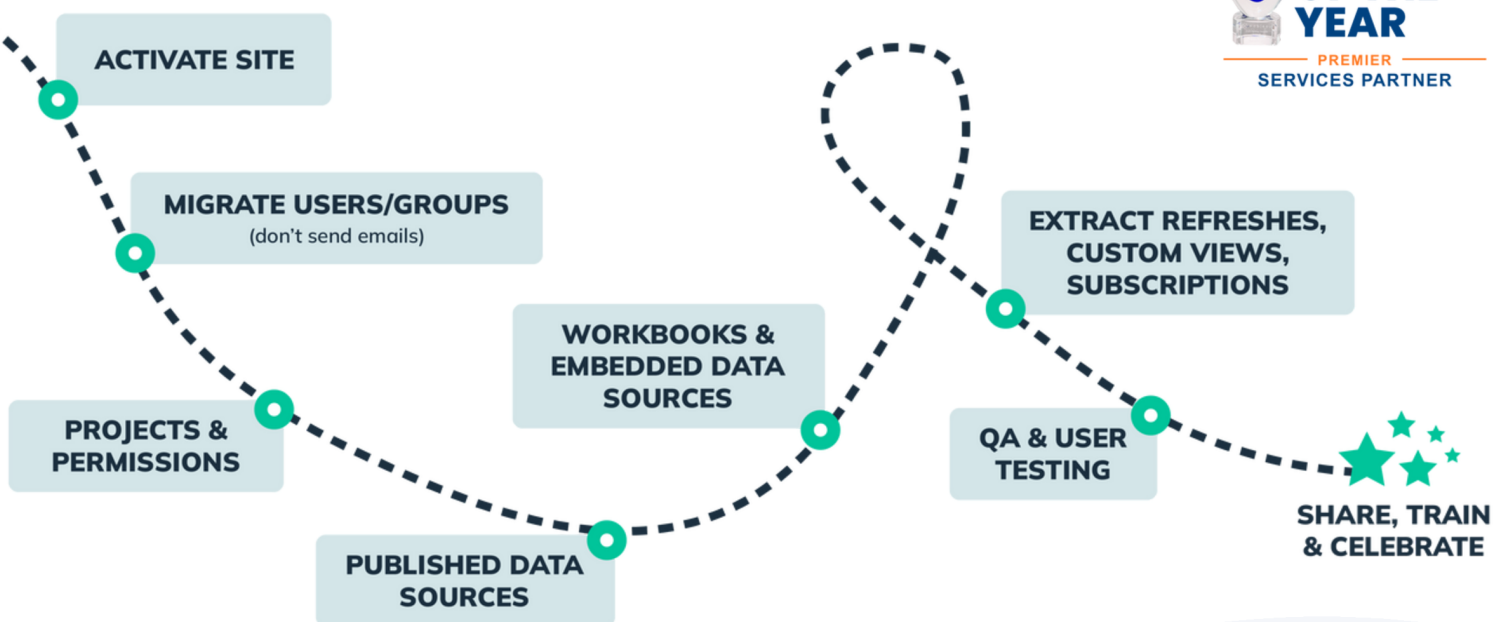 ACTIVATE SITE
MIGRATE USERS/GROUPS
(don't send emails)
PROJECTS &
PERMISSIONS
PUBLISHED DATA
SOURCES
WORKBOOKS &
EMBEDDED DATA
SOURCES
EXTRACT REFRESHES,
CUSTOM VIEWS,
SUBSCRIPTIONS
QA & USER
TESTING
SHARE, TRAIN
& CELEBRATE
YEAR
PREMIER
SERVICES PARTNER